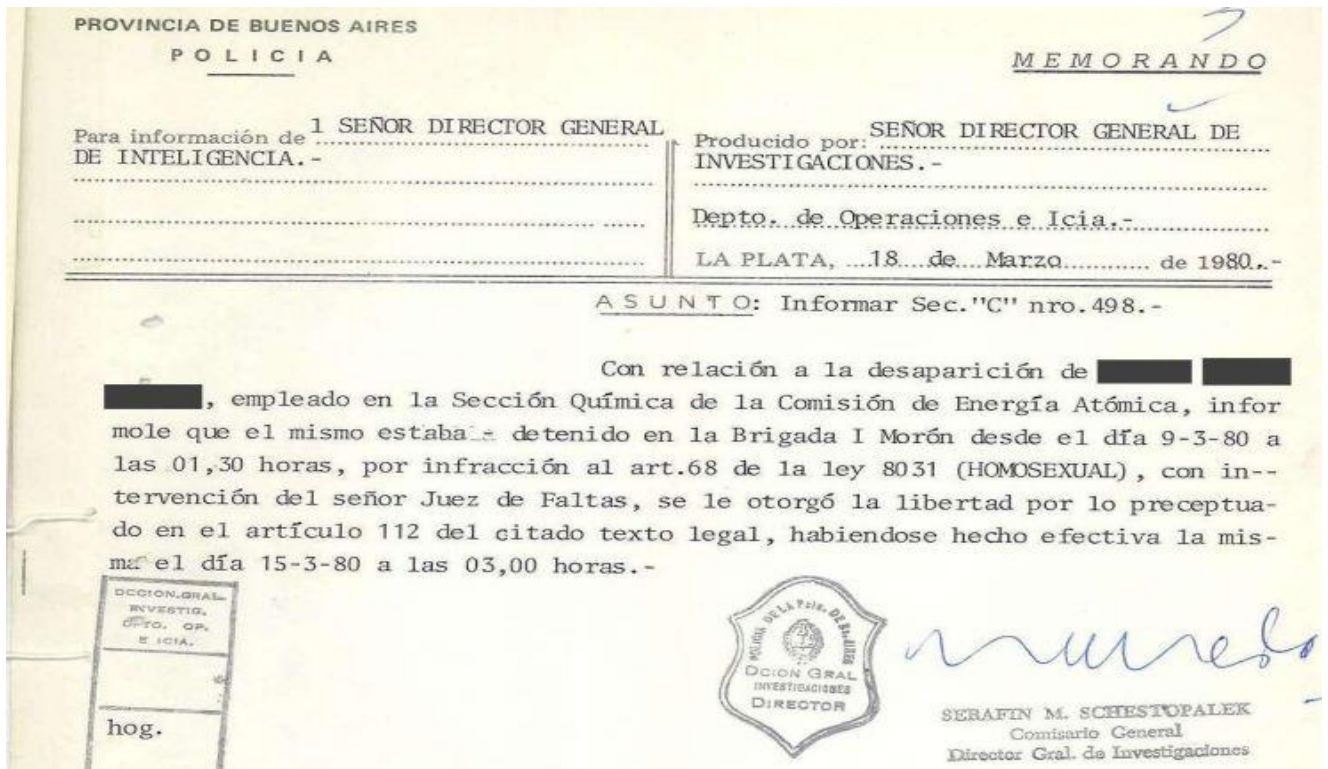 PROVINCIA DE BUENOS AIRES
POLICIA
MEMORANDO
Para información de 1 SEÑOR DIRECTOR GENERAL
DE INTELIGENCIA.-
Producido por: SEÑOR DIRECTOR GENERAL DE
INVESTIGACIONES.-
Depto. de Operaciones e Icia.-
LA PLATA, 18 de Marzo de 1980.-
ASUNTO: Informar Sec."C" nro.498.-
Con relación a la desaparición de
, empleado en la Sección Química de la Comisión de Energía Atómica, infor
mole que el mismo estaba - detenido en la Brigada I Morón desde el día 9-3-80 a
las 01,30 horas, por infracción al art.68 de la ley 8031 (HOMOSEXUAL), con in--
tervención del señor Juez de Faltas, se le otorgó la libertad por lo preceptua-
do en el artículo 112 del citado texto legal, habiendose hecho efectiva la mis-
ma el día 15-3-80 a las 03,00 horas.-
DCCION.GRAL.
INVESTIG.
DPTO. OP.
E ICIA.
hog.
POLICIA DE LA Pcia. DE Bs. AIRES
DCION GRAL
INVESTIGACIONES
DIRECTOR
SERAFIN M. SCHESTOPALEK
Comisario General
Director Gral. de Investigaciones